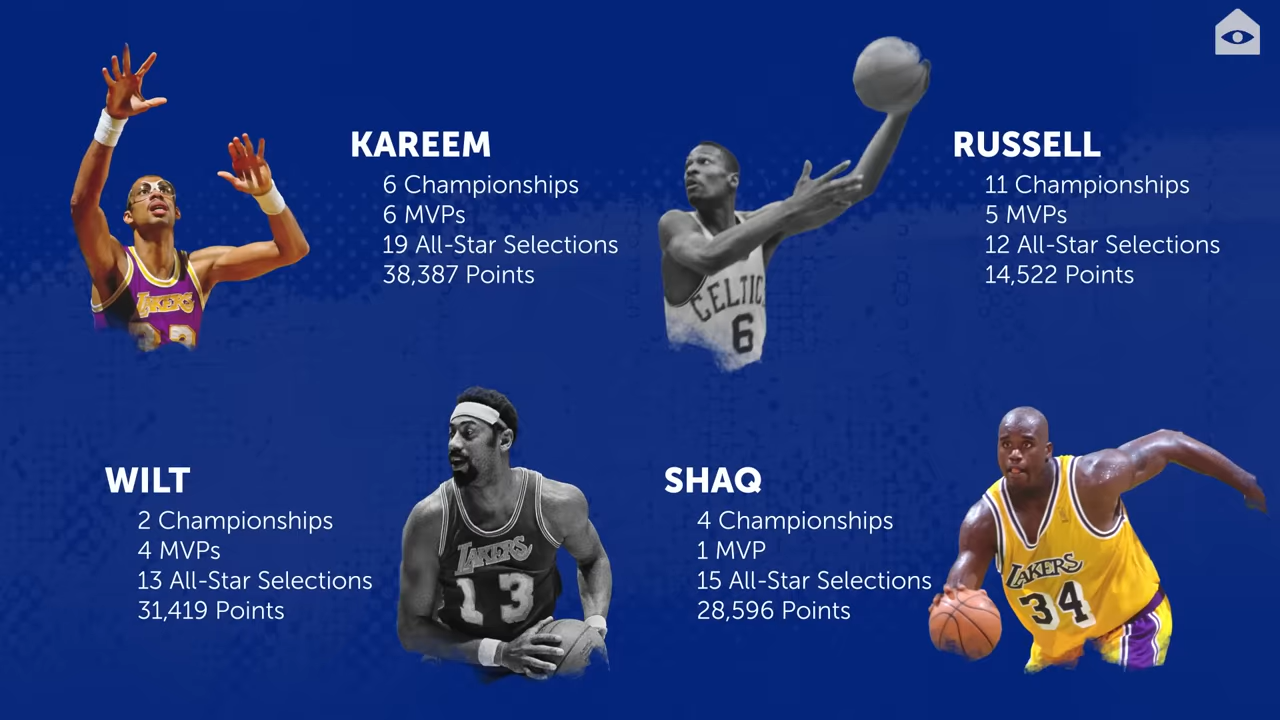 KAREEM
6 Championships
6 MVPs
19 All-Star Selections
38,387 Points
RUSSELL
11 Championships
5 MVPs
12 All-Star Selections
14,522 Points
LAKERS
CELTIC
6
WILT
2 Championships
4 MVPs
13 All-Star Selections
31,419 Points
LAKERS
13
SHAQ
4 Championships
1 MVP
15 All-Star Selections
28,596 Points
LAKERS
34